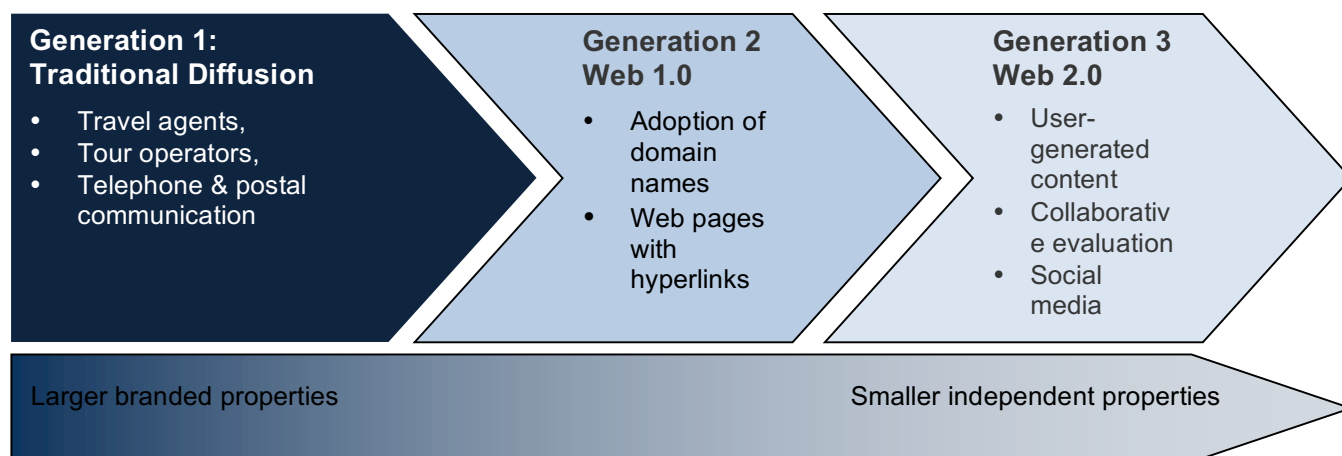 Generation 1:
Traditional Diffusion
• Travel agents,
• Tour operators,
• Telephone & postal
communication
Generation 2
Web 1.0
• Adoption of
domain
names
• Web pages
with
hyperlinks
Generation 3
Web 2.0
• User-
generated
content
• Collaborativ
e evaluation
• Social
media
Larger branded properties
Smaller independent properties